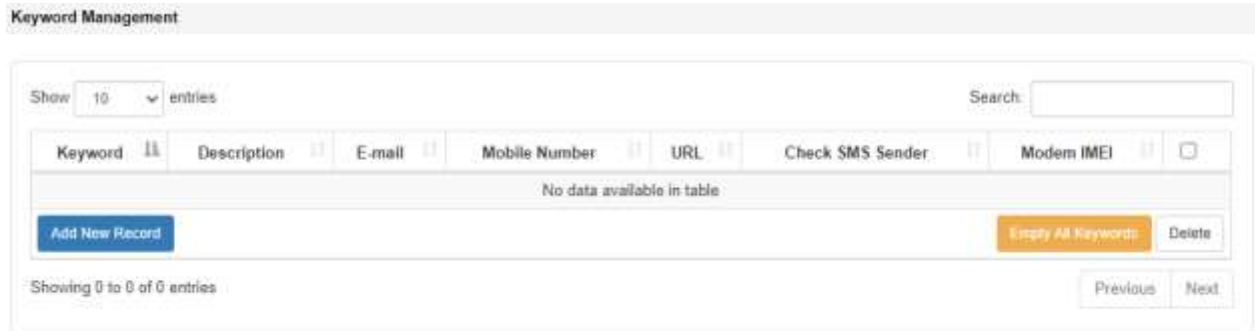 Keyword Management
Show 10 entries Search:
Keyword Description E-mail Mobile Number URL Check SMS Sender Modem IMEI
No data available in table
Add New Record Empty All Keywords Delete
Showing 0 to 0 of 0 entries
Previous Next